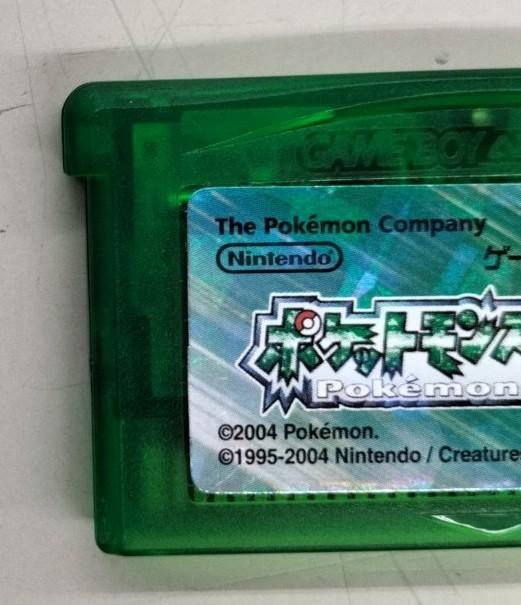 GAME BOY
The Pokémon Company
Nintendo
ゲー
ポケットモンス
Pokémon
©2004 Pokémon.
©1995-2004 Nintendo / Creatures